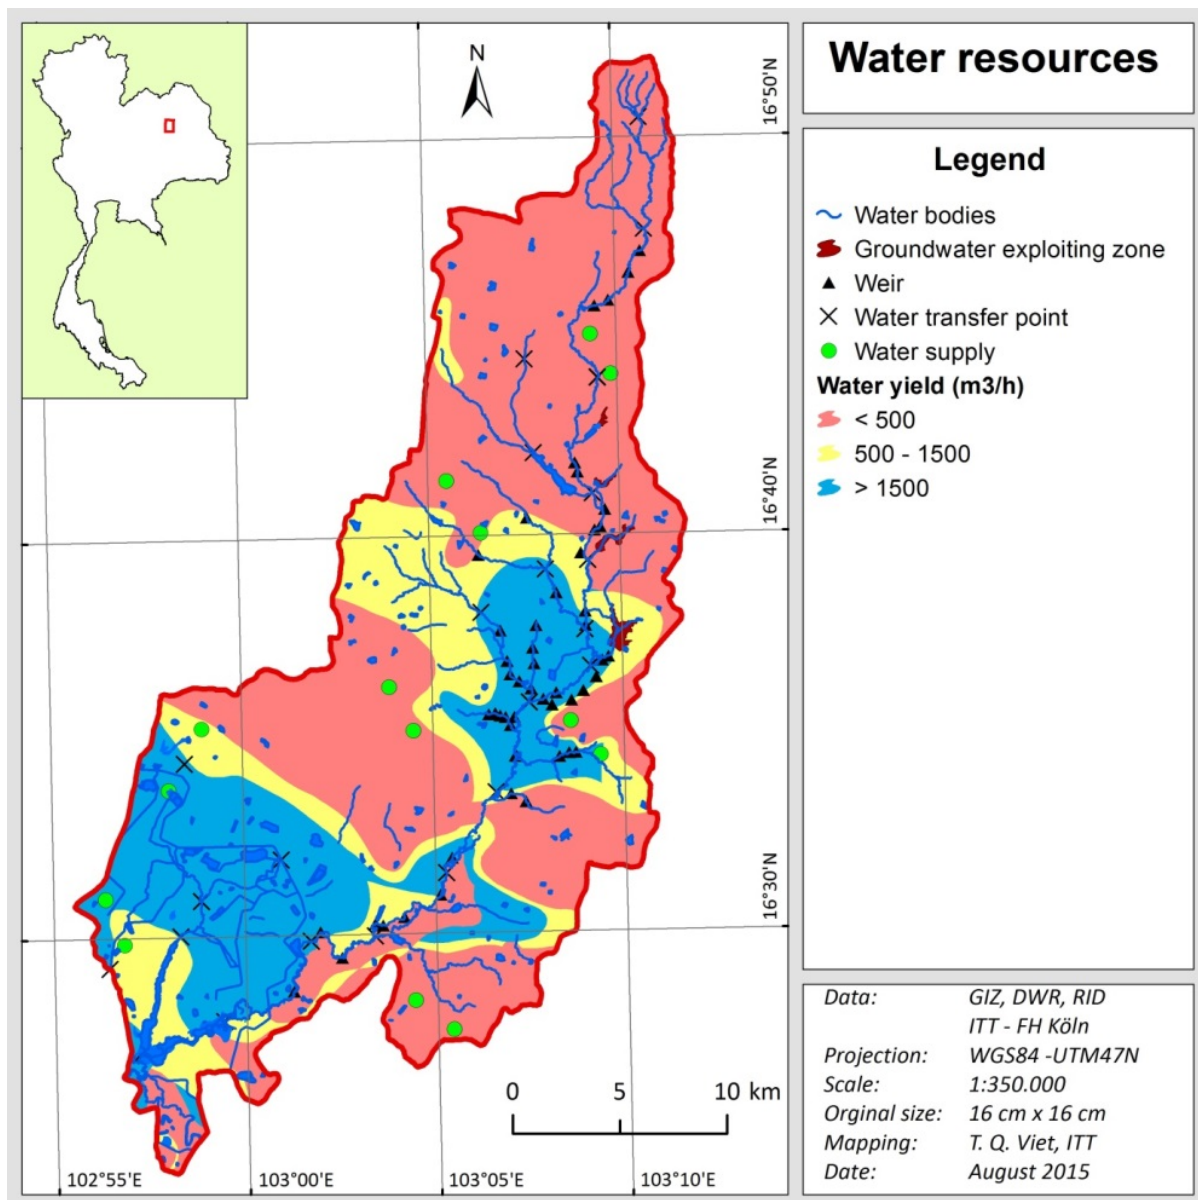 Water resources
N
16°50'N
16°40'N
16°30'N
102°55'E
103°00'E
103°05'E
103°10'E
0 5 10 km
Legend
Water bodies
Groundwater exploiting zone
Weir
Water transfer point
Water supply
Water yield (m3/h)
< 500
500 - 1500
> 1500
Data: GIZ, DWR, RID
ITT - FH Köln
Projection: WGS84 -UTM47N
Scale: 1:350.000
Orginal size: 16 cm x 16 cm
Mapping: T. Q. Viet, ITT
Date: August 2015